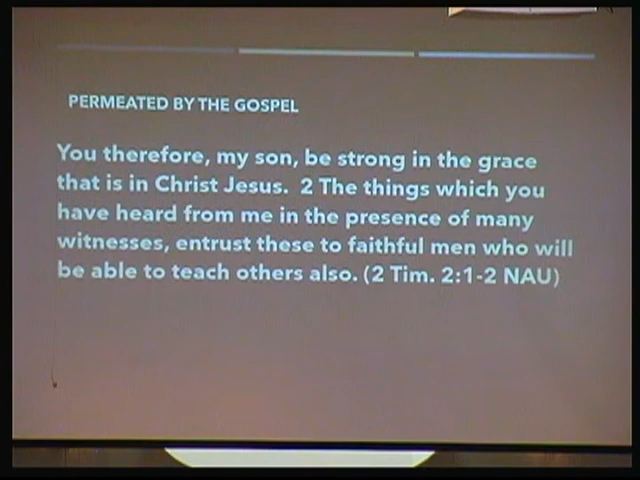 PERMEATED BY THE GOSPEL
You therefore, my son, be strong in the grace
that is in Christ Jesus. 2 The things which you
have heard from me in the presence of many
witnesses, entrust these to faithful men who will
be able to teach others also. (2 Tim. 2:1-2 NAU)